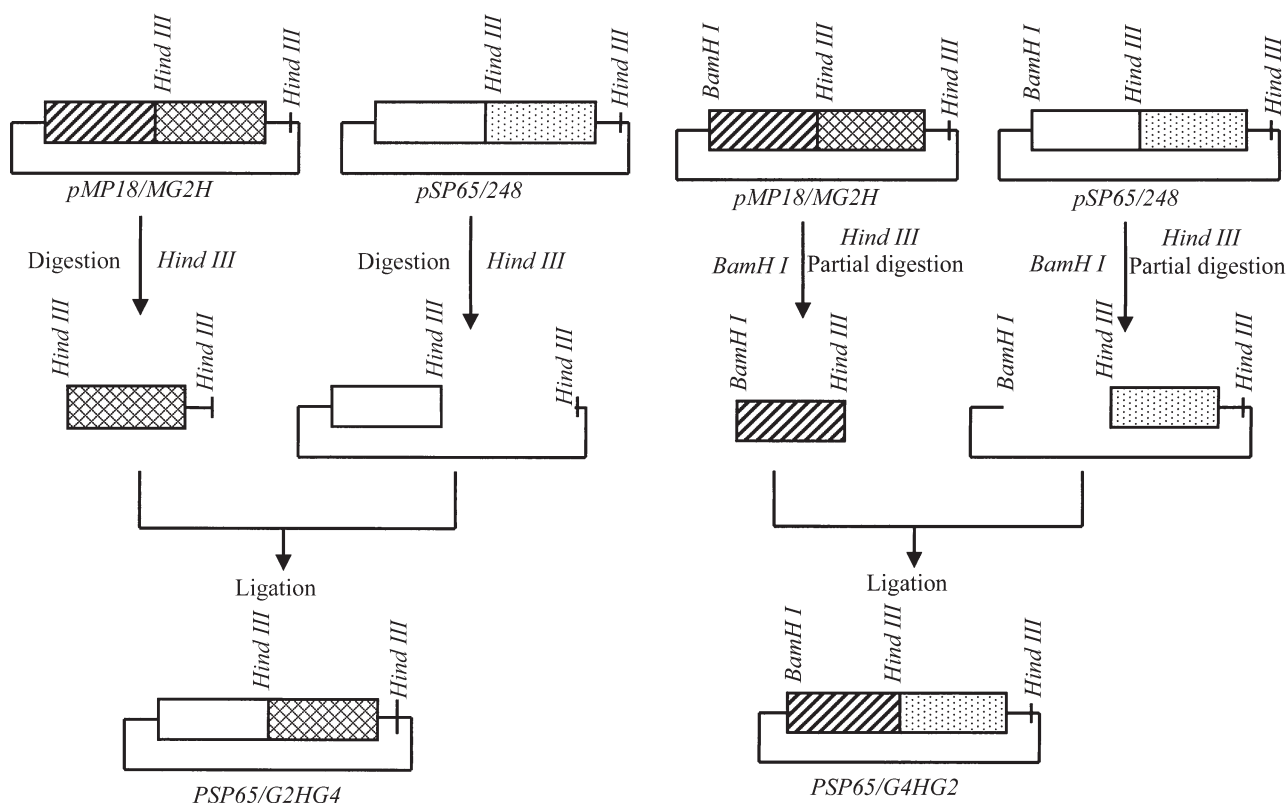 Hind III
Hind III
pMP18/MG2H
Hind III
Hind III
pSP65/248
Digestion
Hind III
Digestion
Hind III
Hind III
Hind III
Hind III
Hind III
Ligation
Hind III
Hind III
PSP65/G2HG4
BamH I
Hind III
Hind III
pMP18/MG2H
BamH I
Hind III
Hind III
pSP65/248
BamH I
Hind III
Partial digestion
BamH I
Hind III
Partial digestion
BamH I
Hind III
BamH I
Hind III
Hind III
Ligation
BamH I
Hind III
Hind III
PSP65/G4HG2